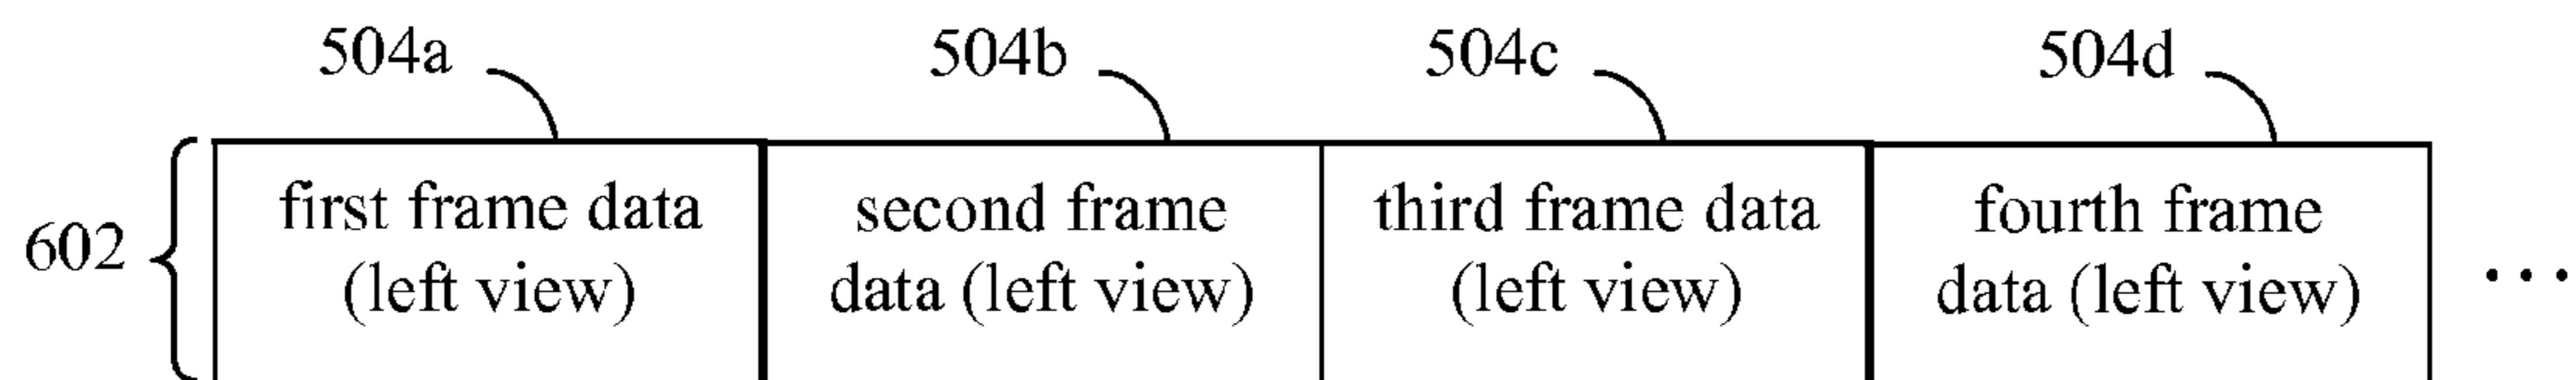 504a 504b 504c 504d
602
first frame data
(left view)
second frame
data (left view)
third frame data
(left view)
fourth frame
data (left view)
...